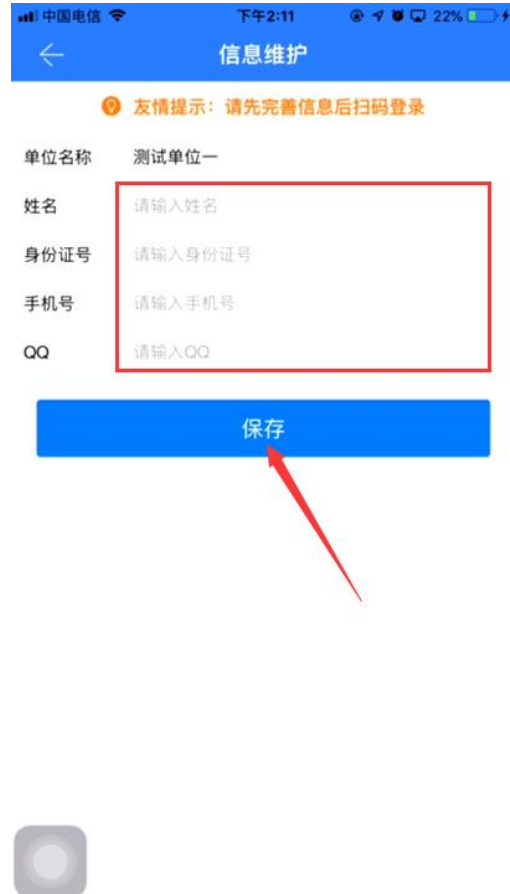 中国电信 下午2:11 22%
信息维护
友情提示：请先完善信息后扫码登录
单位名称 测试单位一
姓名 请输入姓名
身份证号 请输入身份证号
手机号 请输入手机号
QQ 请输入QQ
保存